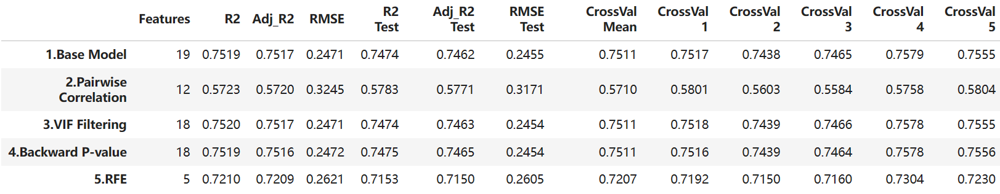 Features R2 Adj_R2 RMSE R2 Test Adj_R2 Test RMSE Test CrossVal Mean CrossVal 1 CrossVal 2 CrossVal 3 CrossVal 4 CrossVal 5
1.Base Model 19 0.7519 0.7517 0.2471 0.7474 0.7462 0.2455 0.7511 0.7517 0.7438 0.7465 0.7579 0.7555
2.Pairwise Correlation 12 0.5723 0.5720 0.3245 0.5783 0.5771 0.3171 0.5710 0.5801 0.5603 0.5584 0.5758 0.5804
3.VIF Filtering 18 0.7520 0.7517 0.2471 0.7474 0.7463 0.2454 0.7511 0.7518 0.7439 0.7466 0.7578 0.7555
4.Backward P-value 18 0.7519 0.7516 0.2472 0.7475 0.7465 0.2454 0.7511 0.7516 0.7439 0.7464 0.7578 0.7556
5.RFE 5 0.7210 0.7209 0.2621 0.7153 0.7150 0.2605 0.7207 0.7192 0.7150 0.7160 0.7304 0.7230